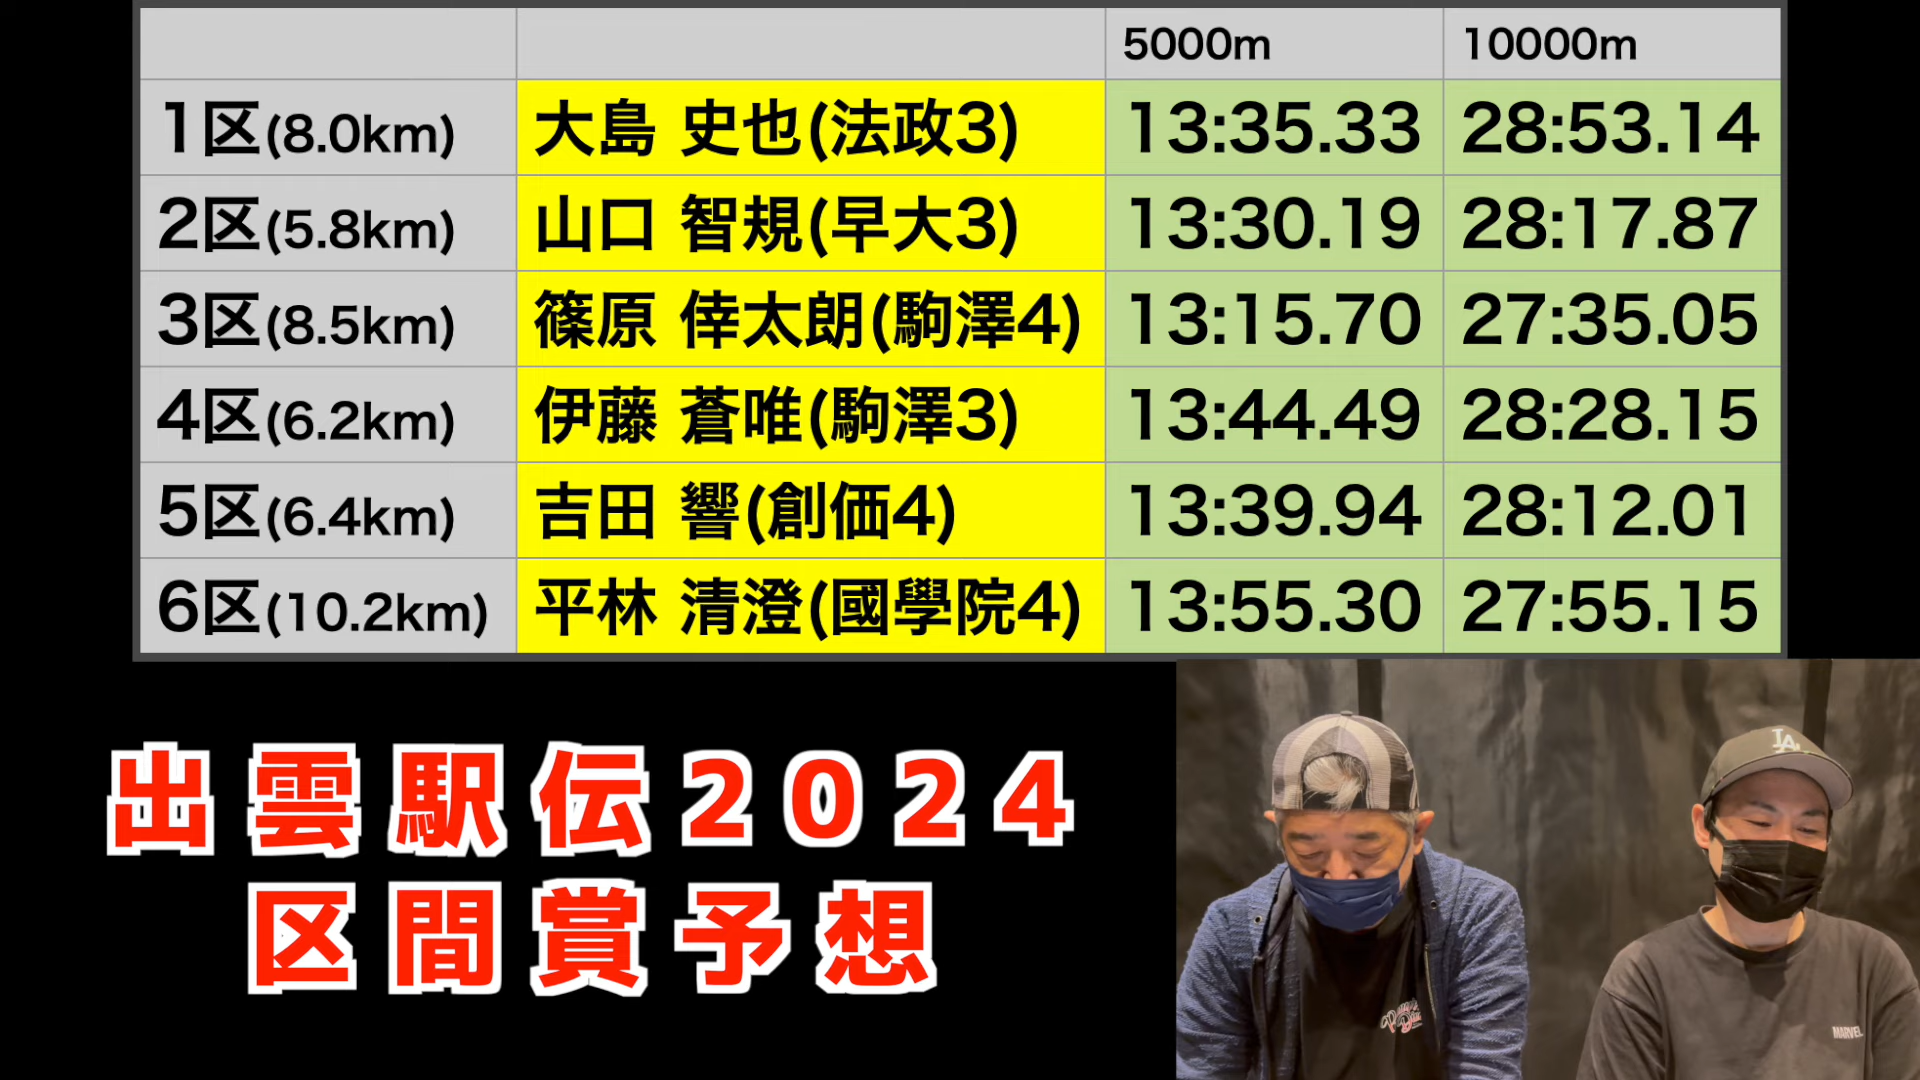 5000m 10000m
1区(8.0km) 大島 史也(法政3) 13:35.33 28:53.14
2区(5.8km) 山口 智規(早大3) 13:30.19 28:17.87
3区(8.5km) 篠原 倖太朗(駒澤4) 13:15.70 27:35.05
4区(6.2km) 伊藤 蒼唯(駒澤3) 13:44.49 28:28.15
5区(6.4km) 吉田 響(創価4) 13:39.94 28:12.01
6区(10.2km) 平林 清澄(國學院4) 13:55.30 27:55.15
出雲駅伝2024
区間賞予想
LA
MARVEL